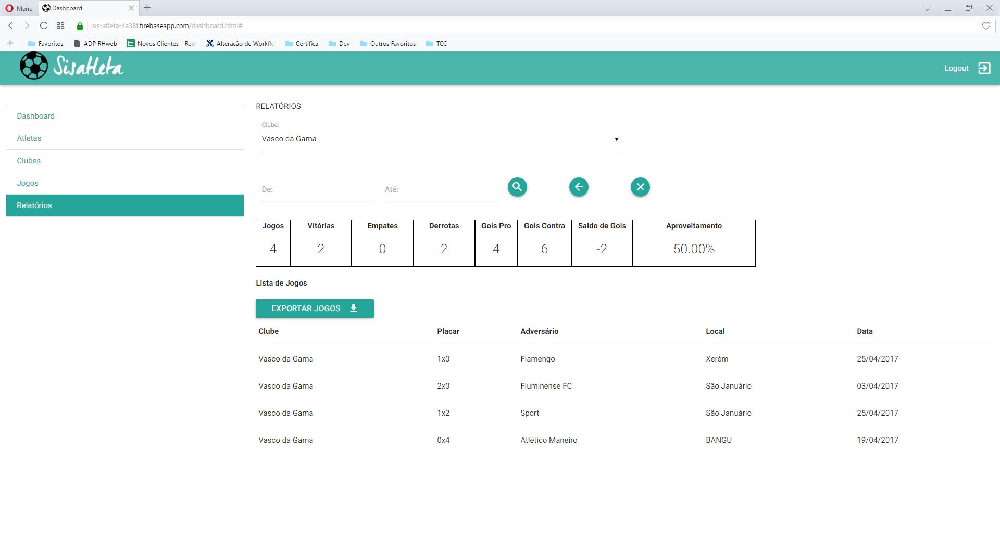 Menu
Dashboard
sis-atleta-4a38f.firebaseapp.com/dashboard.html#
Favoritos
ADP RHweb
Novos Clientes - Red
Alteração de Workflo
Certifica
Dev
Outros Favoritos
TCC
Sisatleta
Logout
Dashboard
Atletas
Clubes
Jogos
Relatórios
RELATÓRIOS
Clube:
Vasco da Gama
De:
Até:
Jogos Vitórias Empates Derrotas Gols Pro Gols Contra Saldo de Gols Aproveitamento
4 2 0 2 4 6 -2 50.00%
Lista de Jogos
EXPORTAR JOGOS
Clube Placar Adversário Local Data
Vasco da Gama 1x0 Flamengo Xerém 25/04/2017
Vasco da Gama 2x0 Fluminense FC São Januário 03/04/2017
Vasco da Gama 1x2 Sport São Januário 25/04/2017
Vasco da Gama 0x4 Atlético Maneiro BANGU 19/04/2017